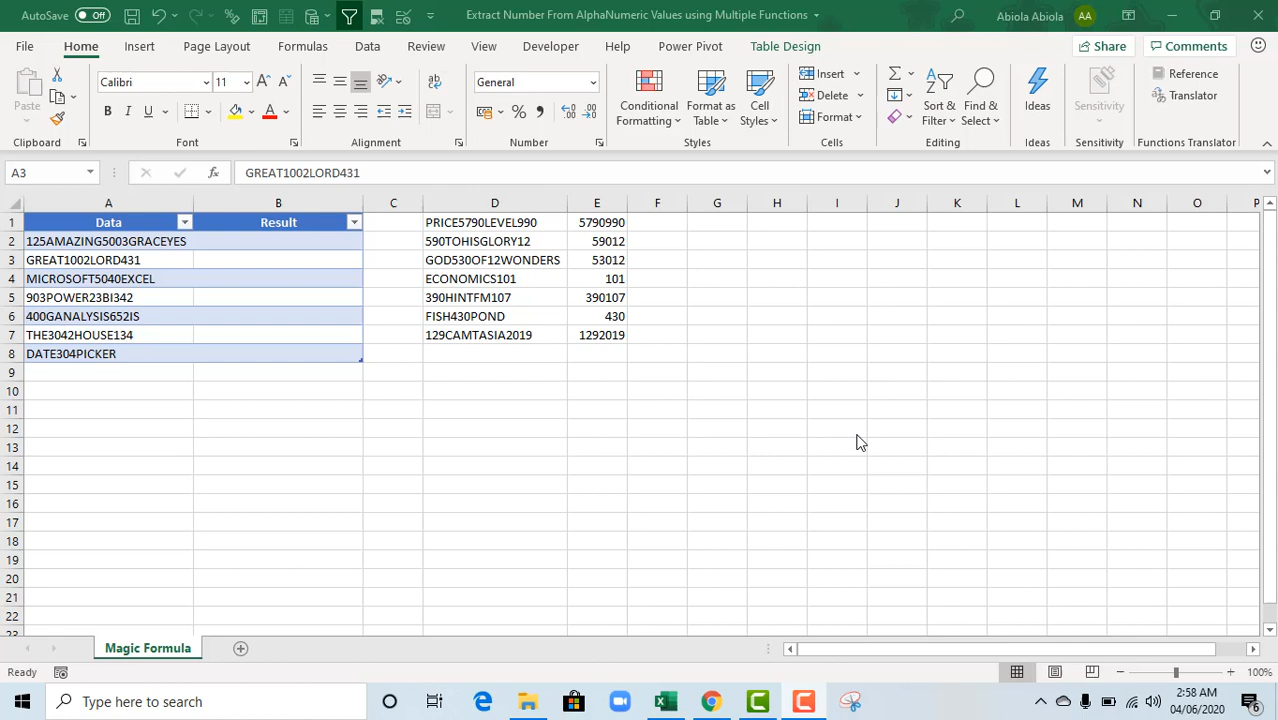 AutoSave Off Extract Number From AlphaNumeric Values using Multiple Functions Abiola Abiola AA
File Home Insert Page Layout Formulas Data Review View Developer Help Power Pivot Table Design Share Comments
Paste Calibri 11 General Conditional Formatting Format as Table Cell Styles Insert Delete Format Sort & Filter Find & Select Ideas Sensitivity Reference Translator
Clipboard Font Alignment Number Styles Cells Editing Ideas Sensitivity Functions Translator
A3 fx GREAT1002LORD431
A B C D E F G H I J K L M N O P
1 Data Result PRICE5790LEVEL990 5790990
2 125AMAZING5003GRACEYES 590TOHISGLORY12 59012
3 GREAT1002LORD431 GOD530OF12WONDERS 53012
4 MICROSOFT5040EXCEL ECONOMICS101 101
5 903POWER23BI342 390HINTFM107 390107
6 400GANALYSIS652IS FISH430POND 430
7 THE3042HOUSE134 129CAMTASIA2019 1292019
8 DATE304PICKER
9
10
11
12
13
14
15
16
17
18
19
20
21
22
23
Magic Formula
Ready 100%
Type here to search 2:58 AM
04/06/2020 6